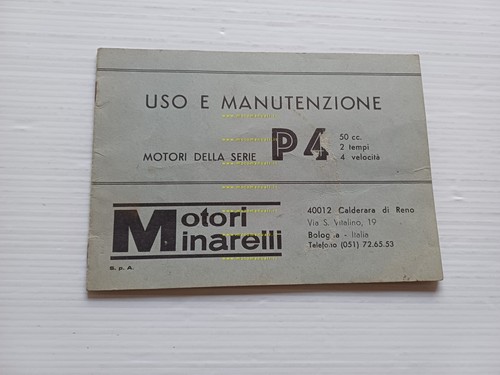 USO E MANUTENZIONE
MOTORI DELLA SERIE P4
50 cc.
2 tempi
4 velocità
Motori
Minarelli
S. p. A.
40012 Calderara di Reno
Via S. Vitalino, 19
Bologna - Italia
Telefono (051) 72.65.53